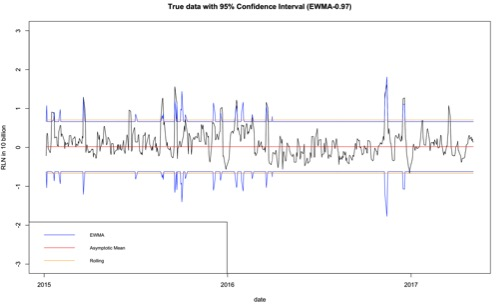 True data with 95% Confidence Interval (EWMA-0.97)
3
2
1
0
-1
-2
-3
RLN in 10 billion
EWMA
Asymptotic Mean
Rolling
2015
2016
2017
date